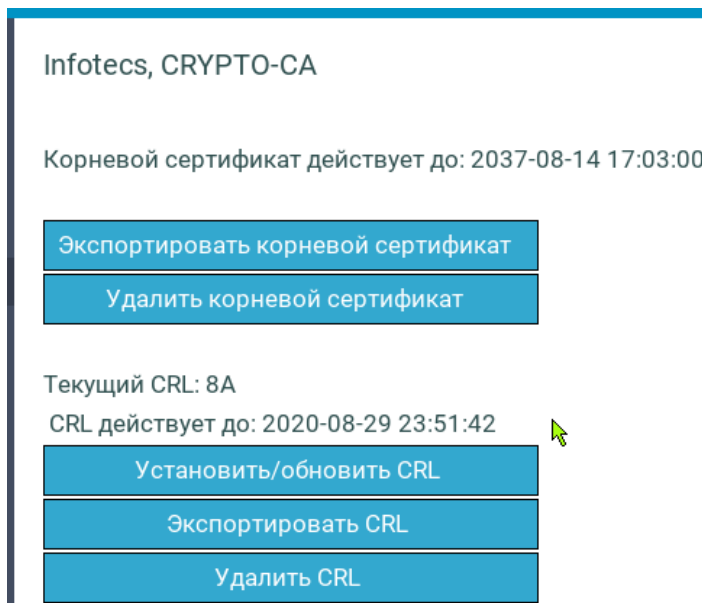 Infotecs, CRYPTO-CA
Корневой сертификат действует до: 2037-08-14 17:03:00
Экспортировать корневой сертификат
Удалить корневой сертификат
Текущий CRL: 8A
CRL действует до: 2020-08-29 23:51:42
Установить/обновить CRL
Экспортировать CRL
Удалить CRL